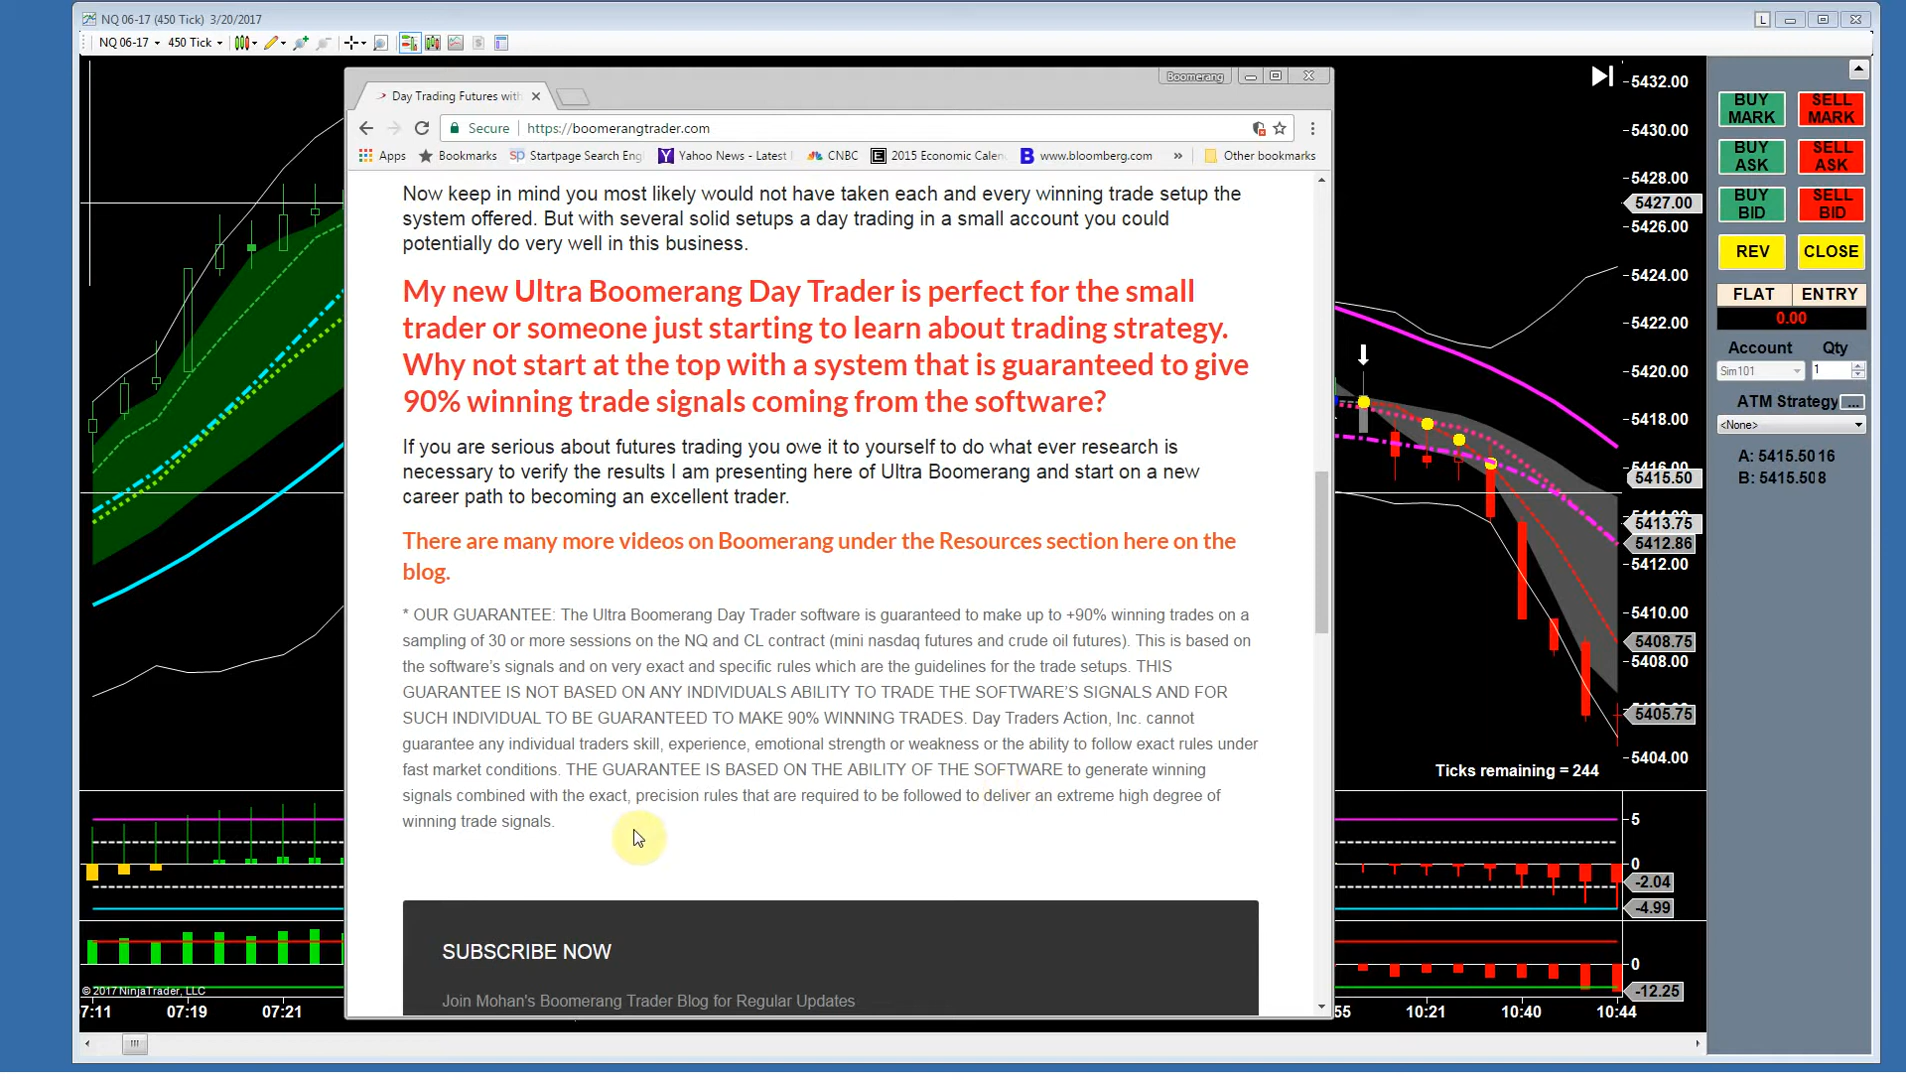 NQ 06-17 (450 Tick) 3/20/2017
L
NQ 06-17
450 Tick
Boomerang
Day Trading Futures with
Secure
https://boomerangtrader.com
Apps
Bookmarks
Startpage Search Eng
Yahoo News - Latest
CNBC
2015 Economic Calen
www.bloomberg.com
»
Other bookmarks
Now keep in mind you most likely would not have taken each and every winning trade setup the
system offered. But with several solid setups a day trading in a small account you could
potentially do very well in this business.
My new Ultra Boomerang Day Trader is perfect for the small
trader or someone just starting to learn about trading strategy.
Why not start at the top with a system that is guaranteed to give
90% winning trade signals coming from the software?
If you are serious about futures trading you owe it to yourself to do what ever research is
necessary to verify the results I am presenting here of Ultra Boomerang and start on a new
career path to becoming an excellent trader.
There are many more videos on Boomerang under the Resources section here on the
blog.
* OUR GUARANTEE: The Ultra Boomerang Day Trader software is guaranteed to make up to +90% winning trades on a
sampling of 30 or more sessions on the NQ and CL contract (mini nasdaq futures and crude oil futures). This is based on
the software's signals and on very exact and specific rules which are the guidelines for the trade setups. THIS
GUARANTEE IS NOT BASED ON ANY INDIVIDUALS ABILITY TO TRADE THE SOFTWARE'S SIGNALS AND FOR
SUCH INDIVIDUAL TO BE GUARANTEED TO MAKE 90% WINNING TRADES. Day Traders Action, Inc. cannot
guarantee any individual traders skill, experience, emotional strength or weakness or the ability to follow exact rules under
fast market conditions. THE GUARANTEE IS BASED ON THE ABILITY OF THE SOFTWARE to generate winning
signals combined with the exact, precision rules that are required to be followed to deliver an extreme high degree of
winning trade signals.
SUBSCRIBE NOW
Join Mohan's Boomerang Trader Blog for Regular Updates
5432.00
5430.00
5428.00
5427.00
5426.00
5424.00
5422.00
5420.00
5418.00
5416.00
5415.50
5413.75
5412.86
5412.00
5410.00
5408.75
5408.00
5405.75
5404.00
Ticks remaining = 244
5
0
-2.04
-4.99
0
-12.25
© 2017 NinjaTrader, LLC
7:11
07:19
07:21
55
10:21
10:40
10:44
BUY
MARK
SELL
MARK
BUY
ASK
SELL
ASK
BUY
BID
SELL
BID
REV
CLOSE
FLAT
ENTRY
0.00
Account
Qty
Sim101
1
ATM Strategy
...
<None>
A: 5415.50 16
B: 5415.50 8